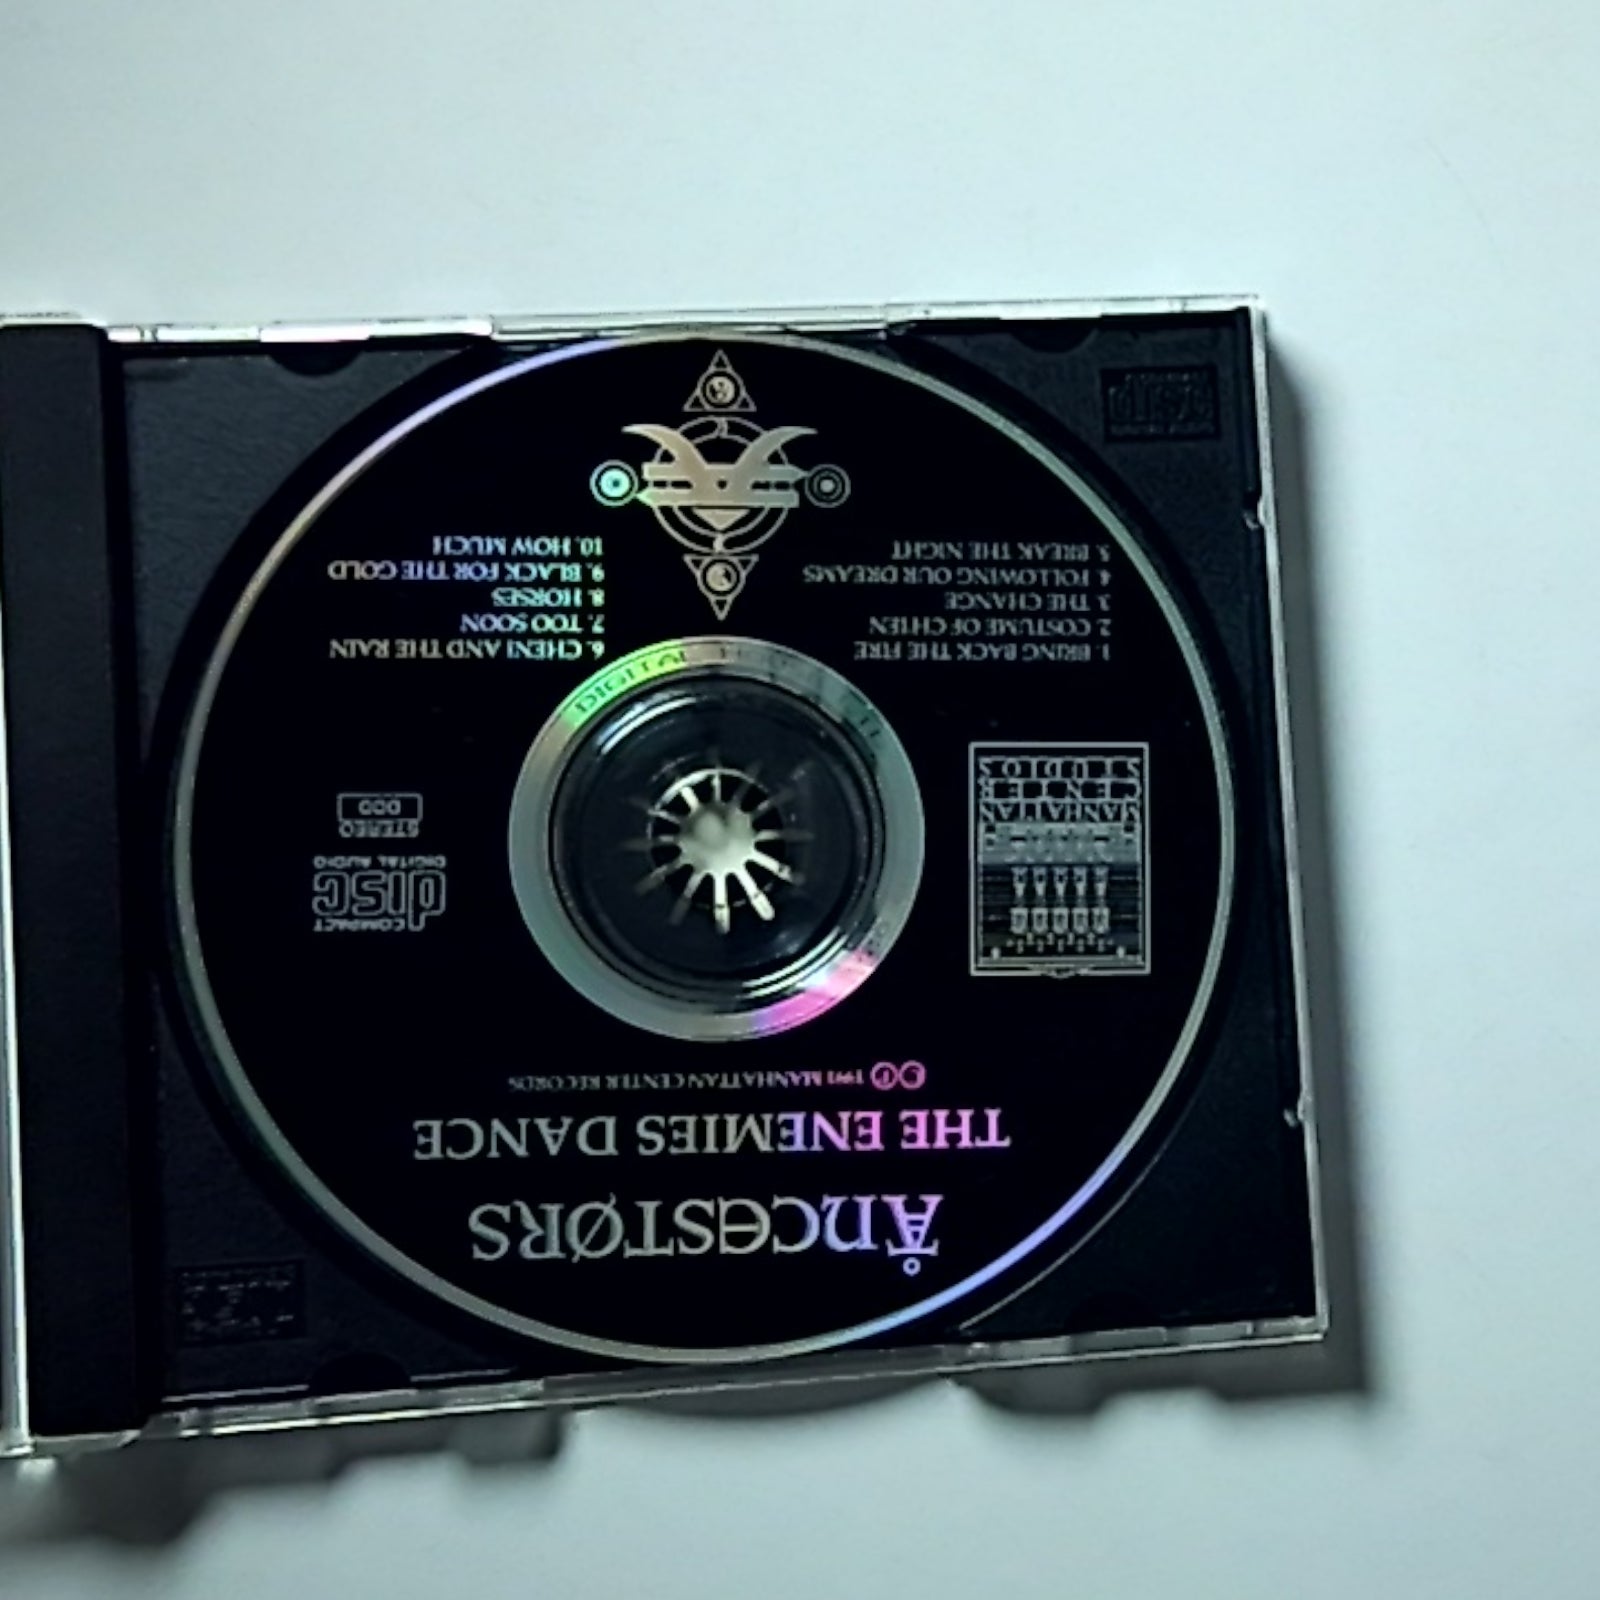 ÅncestØRS
THE ENEMIES DANCE
MANHATTAN CENTER RECORDS
MANHATTAN
CENTER
STUDIOS
COMPACT
disc
DIGITAL AUDIO
STEREO
DDD
1. BRING BACK THE FIRE
2. COSTUME OF CHIEN
3. THE CHANGE
4. FOLLOWING OUR DREAMS
5. BREAK THE NIGHT
6. CHENI AND THE RAIN
7. TOO SOON
8. HORSES
9. BLACK FOR THE GOLD
10. HOW MUCH